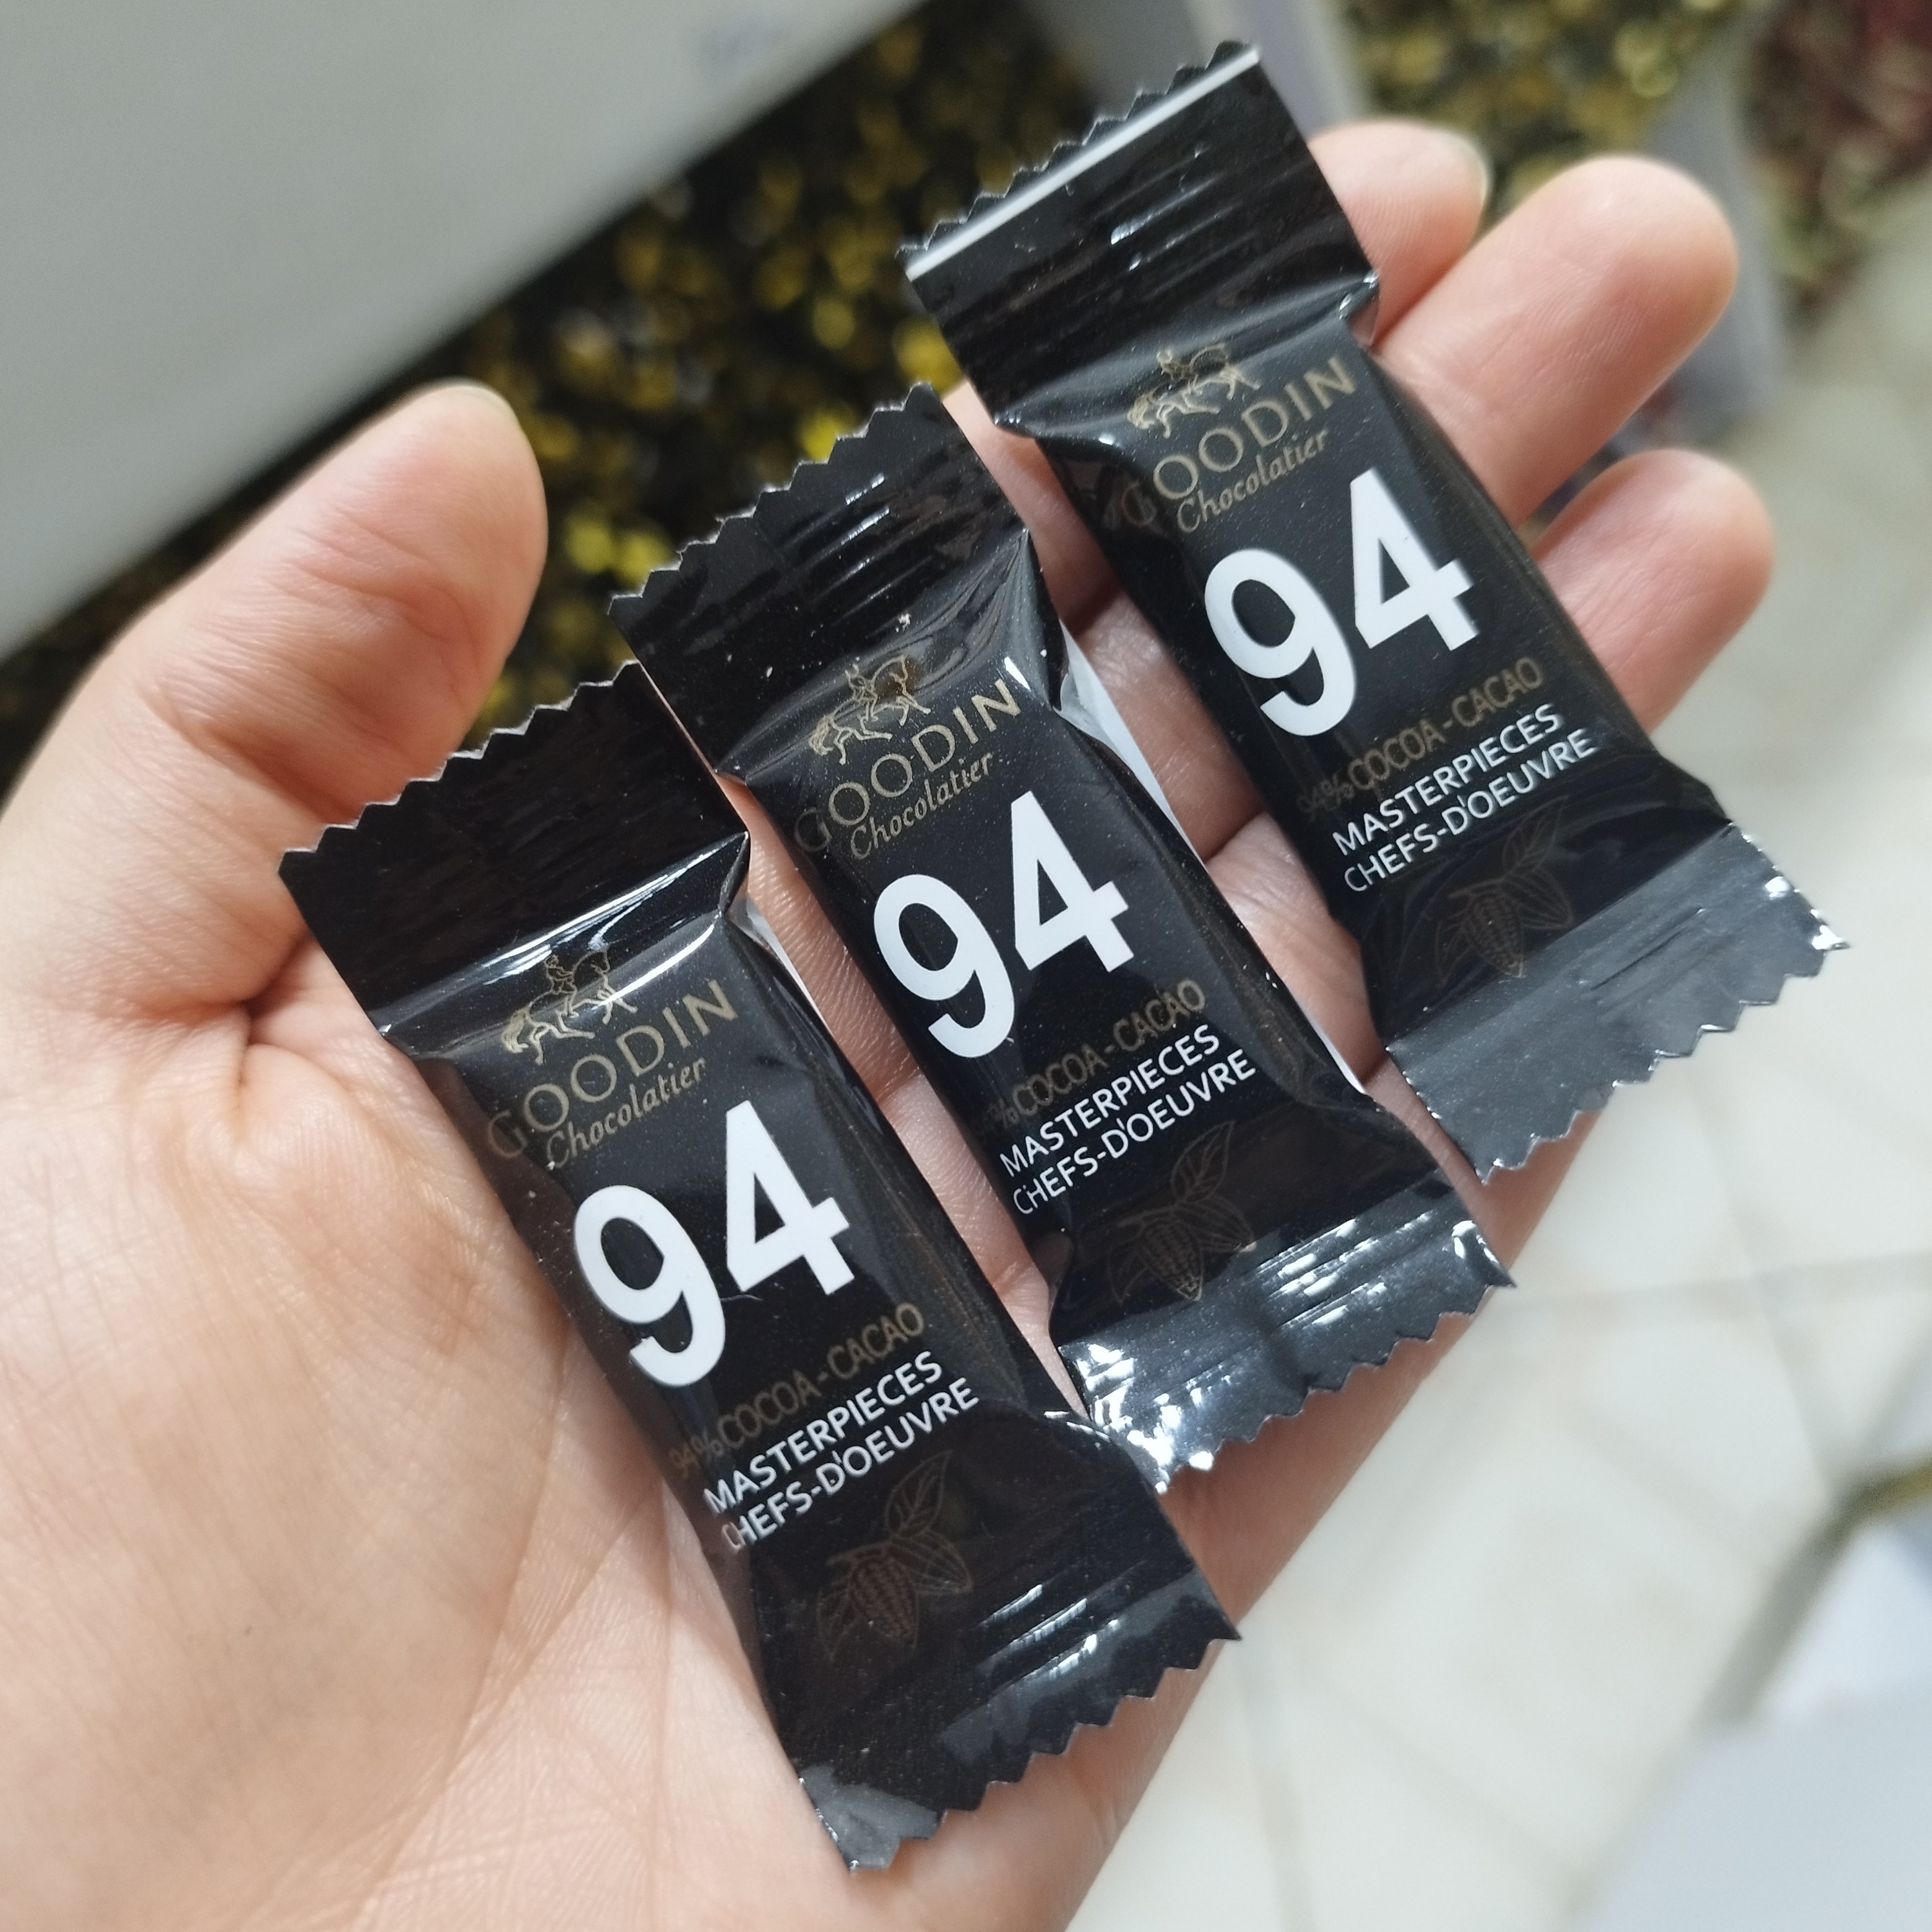 GOODIN
Chocolatier
94
94%COCOA-CACAO
MASTERPIECES
CHEFS-D'OEUVRE
GOODIN
Chocolatier
94
%COCOA-CACAO
MASTERPIECES
CHEFS-D'OEUVRE
GOODIN
Chocolatier
94
94%COCOA-CACAO
MASTERPIECES
CHEFS-D'OEUVRE